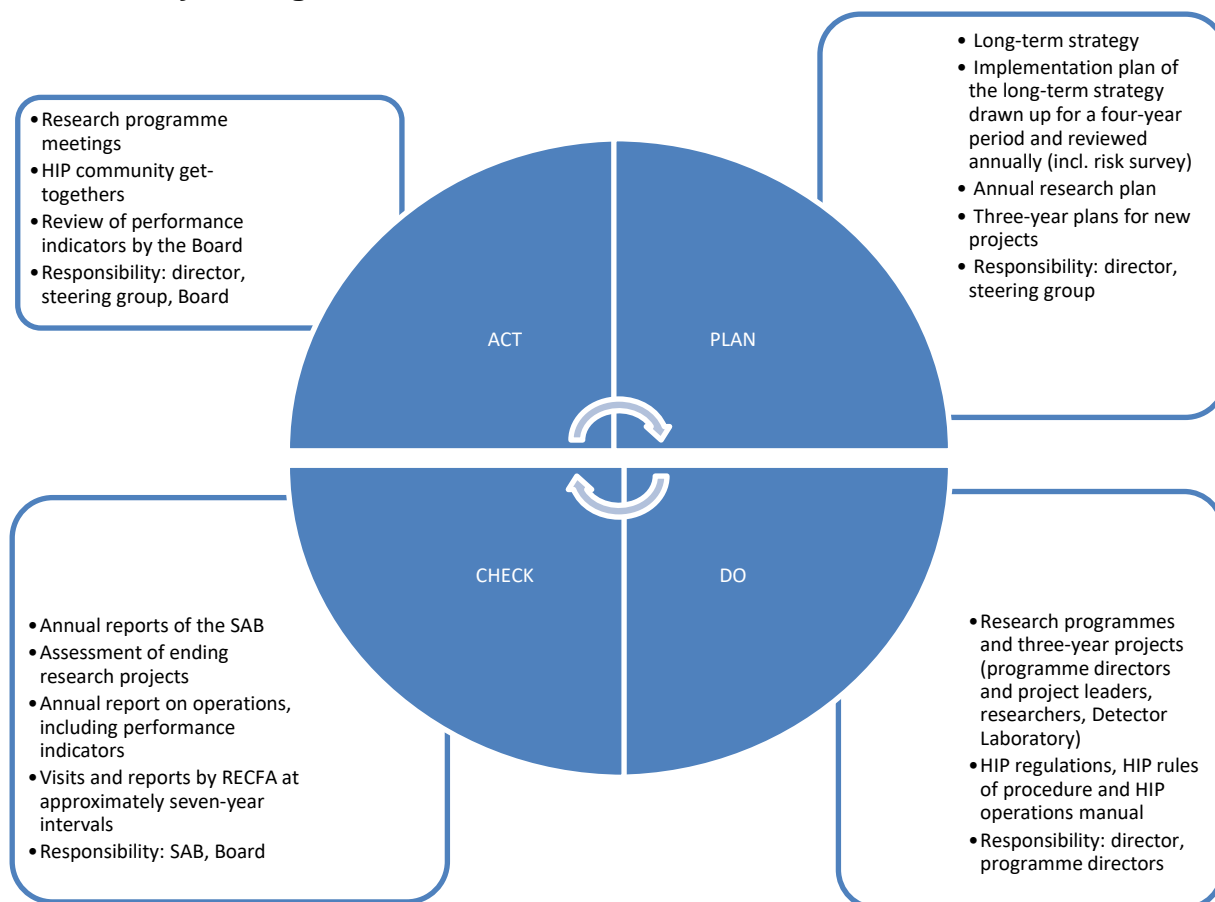 • Research programme
meetings
• HIP community get-
togethers
• Review of performance
indicators by the Board
• Responsibility: director,
steering group, Board
• Long-term strategy
• Implementation plan of
the long-term strategy
drawn up for a four-year
period and reviewed
annually (incl. risk survey)
• Annual research plan
• Three-year plans for new
projects
• Responsibility: director,
steering group
ACT
PLAN
CHECK
DO
• Annual reports of the SAB
• Assessment of ending
research projects
• Annual report on operations,
including performance
indicators
• Visits and reports by RECFA at
approximately seven-year
intervals
• Responsibility: SAB, Board
• Research programmes
and three-year projects
(programme directors
and project leaders,
researchers, Detector
Laboratory)
• HIP regulations, HIP rules
of procedure and HIP
operations manual
• Responsibility: director,
programme directors